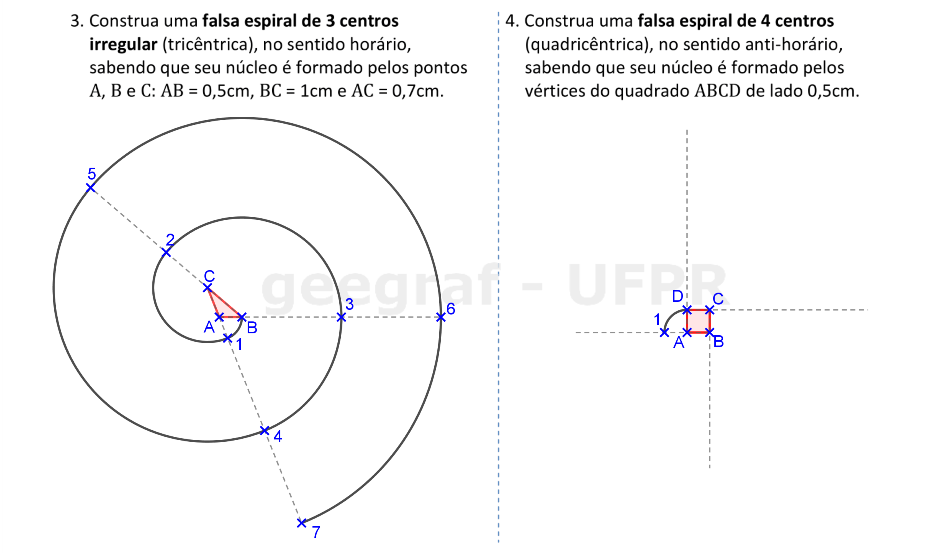 3. Construa uma falsa espiral de 3 centros
irregular (tricêntrica), no sentido horário,
sabendo que seu núcleo é formado pelos pontos
A, B e C: AB = 0,5cm, BC = 1cm e AC = 0,7cm.
5
2
C
A
B
1
3
6
4
7
4. Construa uma falsa espiral de 4 centros
(quadricêntrica), no sentido anti-horário,
sabendo que seu núcleo é formado pelos
vértices do quadrado ABCD de lado 0,5cm.
D
C
1
A
B
geegraf - UFPR